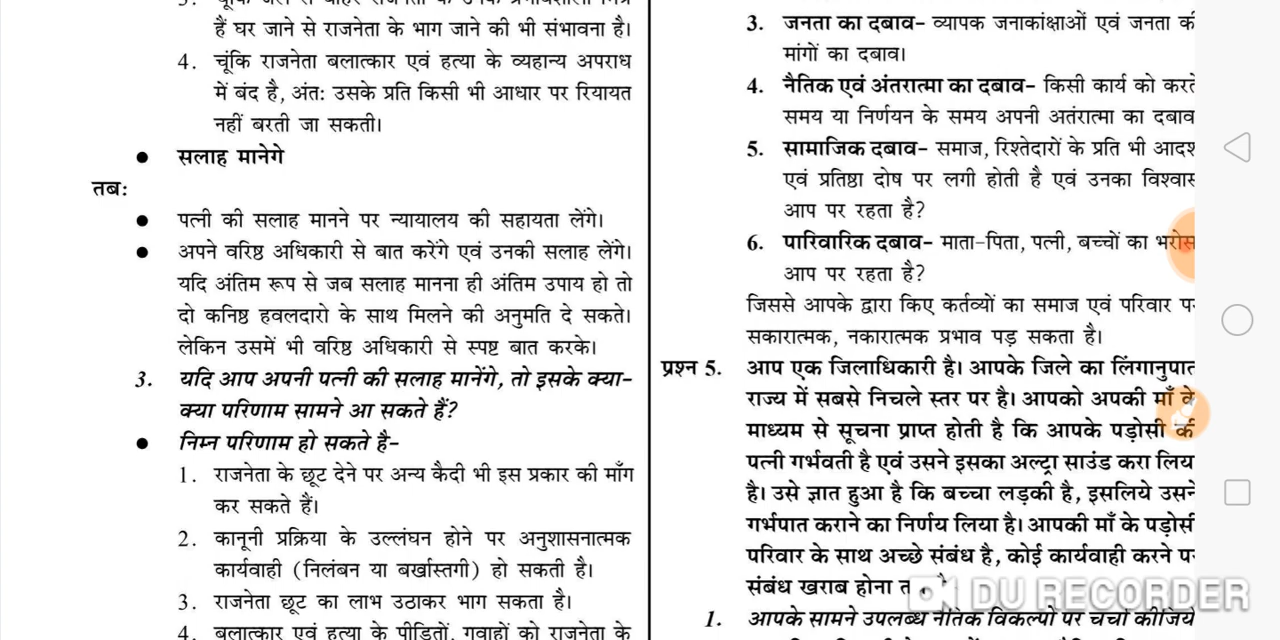 हैं घर जाने से राजनेता के भाग जाने की भी संभावना है।
4. चूंकि राजनेता बलात्कार एवं हत्या के व्यहान्य अपराध
में बंद है, अंतः उसके प्रति किसी भी आधार पर रियायत
नहीं बरती जा सकती।
● सलाह मानेगे
तब:
● पत्नी की सलाह मानने पर न्यायालय की सहायता लेंगे।
● अपने वरिष्ठ अधिकारी से बात करेंगे एवं उनकी सलाह लेंगे।
यदि अंतिम रूप से जब सलाह मानना ही अंतिम उपाय हो तो
दो कनिष्ठ हवलदारो के साथ मिलने की अनुमति दे सकते।
लेकिन उसमें भी वरिष्ठ अधिकारी से स्पष्ट बात करके।
3. यदि आप अपनी पत्नी की सलाह मानेंगे, तो इसके क्या-
क्या परिणाम सामने आ सकते हैं?
● निम्न परिणाम हो सकते है-
1. राजनेता के छूट देने पर अन्य कैदी भी इस प्रकार की माँग
कर सकते हैं।
2. कानूनी प्रक्रिया के उल्लंघन होने पर अनुशासनात्मक
कार्यवाही (निलंबन या बर्खास्तगी) हो सकती है।
3. राजनेता छूट का लाभ उठाकर भाग सकता है।
4. बलात्कार एवं हत्या के पीड़ितों, गवाहों को राजनेता के
3. जनता का दबाव- व्यापक जनाकांक्षाओं एवं जनता की
मांगों का दबाव।
4. नैतिक एवं अंतरात्मा का दबाव- किसी कार्य को करते
समय या निर्णयन के समय अपनी अतंरात्मा का दबाव
5. सामाजिक दबाव- समाज, रिश्तेदारों के प्रति भी आदश
एवं प्रतिष्ठा दोष पर लगी होती है एवं उनका विश्वास
आप पर रहता है?
6. पारिवारिक दबाव- माता-पिता, पत्नी, बच्चों का भरोस
आप पर रहता है?
जिससे आपके द्वारा किए कर्तव्यों का समाज एवं परिवार प
सकारात्मक, नकारात्मक प्रभाव पड़ सकता है।
प्रश्न 5. आप एक जिलाधिकारी है। आपके जिले का लिंगानुपात
राज्य में सबसे निचले स्तर पर है। आपको अपकी माँ के
माध्यम से सूचना प्राप्त होती है कि आपके पड़ोसी की
पत्नी गर्भवती है एवं उसने इसका अल्ट्रा साउंड करा लिय
है। उसे ज्ञात हुआ है कि बच्चा लड़की है, इसलिये उसने
गर्भपात कराने का निर्णय लिया है। आपकी माँ के पड़ोसी
परिवार के साथ अच्छे संबंध है, कोई कार्यवाही करने प
संबंध खराब होना त
1. आपके सामने उपलब्ध नैतिक विकल्पो पर चर्चा कीजिये
DU RECORDER